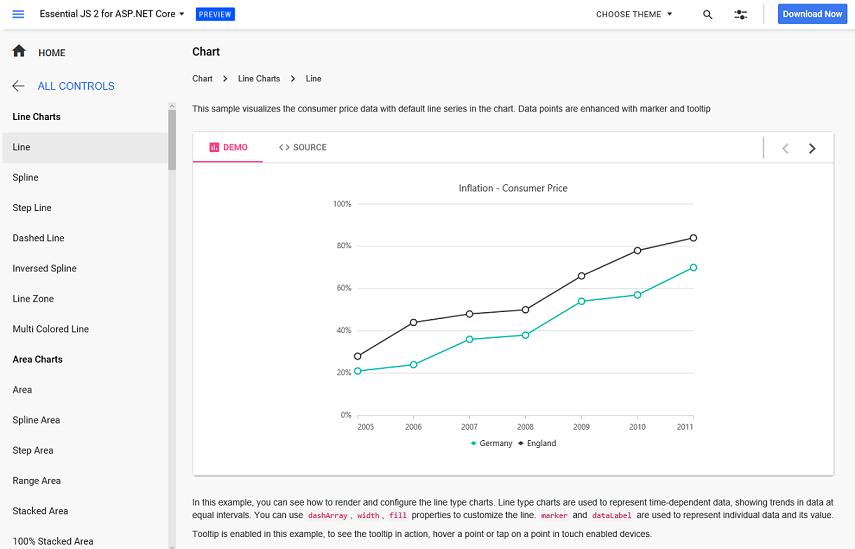 Essential JS 2 for ASP.NET Core
PREVIEW
CHOOSE THEME
Download Now
HOME
ALL CONTROLS
Line Charts
Line
Spline
Step Line
Dashed Line
Inversed Spline
Line Zone
Multi Colored Line
Area Charts
Area
Spline Area
Step Area
Range Area
Stacked Area
100% Stacked Area
Chart
Chart > Line Charts > Line
This sample visualizes the consumer price data with default line series in the chart. Data points are enhanced with marker and tooltip
DEMO
<> SOURCE
Inflation - Consumer Price
100%
80%
60%
40%
20%
0%
2005 2006 2007 2008 2009 2010 2011
Germany England
In this example, you can see how to render and configure the line type charts. Line type charts are used to represent time-dependent data, showing trends in data at
equal intervals. You can use dashArray, width, fill properties to customize the line. marker and dataLabel are used to represent individual data and its value.
Tooltip is enabled in this example, to see the tooltip in action, hover a point or tap on a point in touch enabled devices.